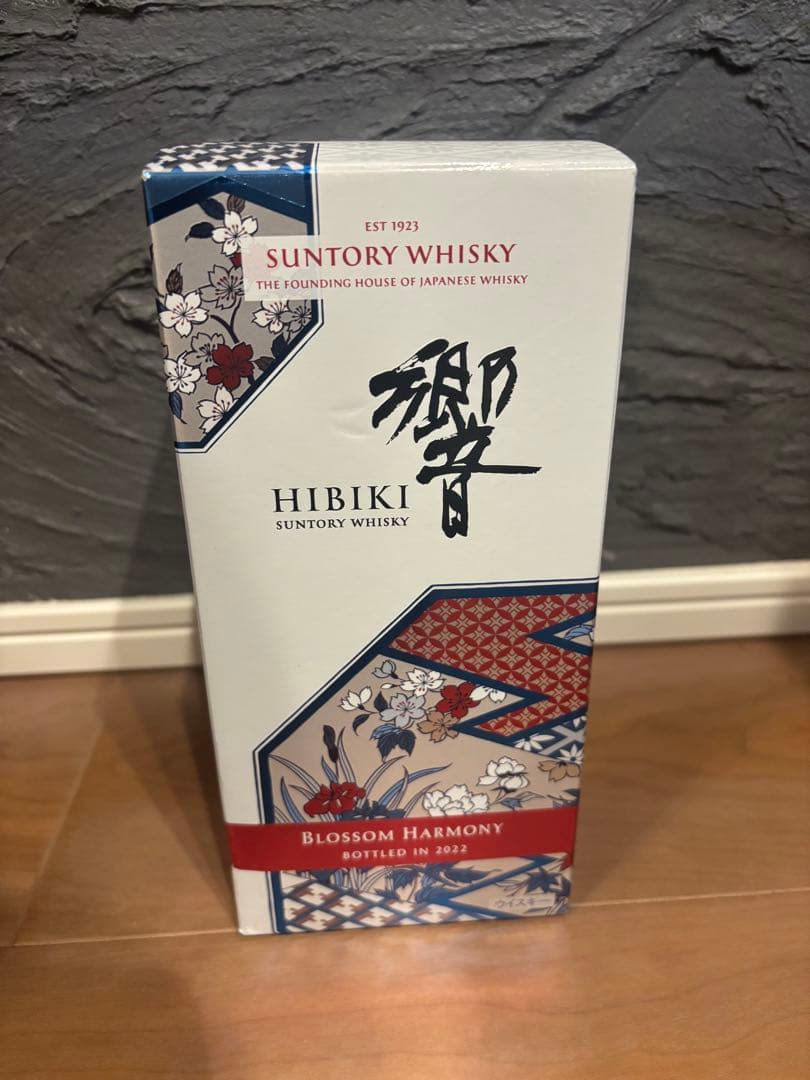 EST 1923
SUNTORY WHISKY
THE FOUNDING HOUSE OF JAPANESE WHISKY
響
HIBIKI
SUNTORY WHISKY
BLOSSOM HARMONY
BOTTLED IN 2022
ウイスキー